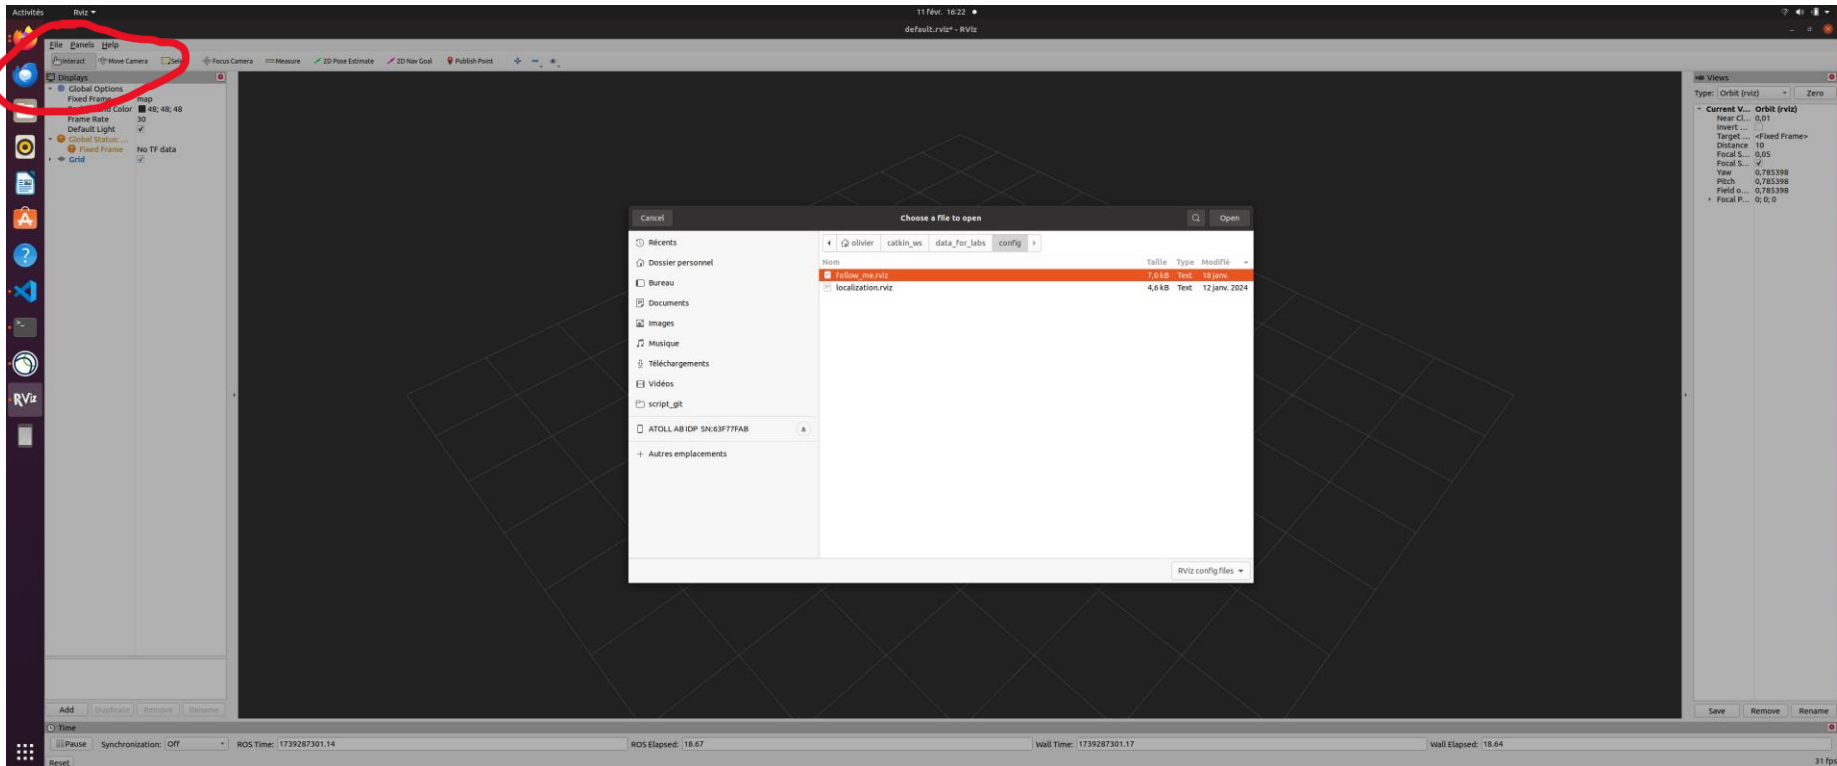 Activités Rviz 11 févr. 16:22
default.rviz* - RViz
File Panels Help
Interact Move Camera Sele Focus Camera Measure 2D Pose Estimate 2D Nav Goal Publish Point
Displays
Global Options
Fixed Frame map
Background Color 48; 48; 48
Frame Rate 30
Default Light
Global Status: ...
Fixed Frame No TF data
Grid
RViz
Add Duplicate Remove Rename
Cancel Choose a file to open Open
Récents
Dossier personnel
Bureau
Documents
Images
Musique
Téléchargements
Vidéos
script_git
ATOLL AB IDP SN:63F77FAB
Autres emplacements
olivier catkin_ws data_for_labs config
Nom Taille Type Modifié
follow_me.rviz 7,0 kB Text 18 janv.
localization.rviz 4,6 kB Text 12 janv. 2024
RViz config files
Views
Type: Orbit (rviz) Zero
Current V... Orbit (rviz)
Near Cl... 0,01
Invert ...
Target ... <Fixed Frame>
Distance 10
Focal S... 0,05
Focal S...
Yaw 0,785398
Pitch 0,785398
Field o... 0,785398
Focal P... 0; 0; 0
Save Remove Rename
Time
Pause Synchronization: Off ROS Time: 1739287301.14 ROS Elapsed: 18.67 Wall Time: 1739287301.17 Wall Elapsed: 18.64
Reset 31 fps